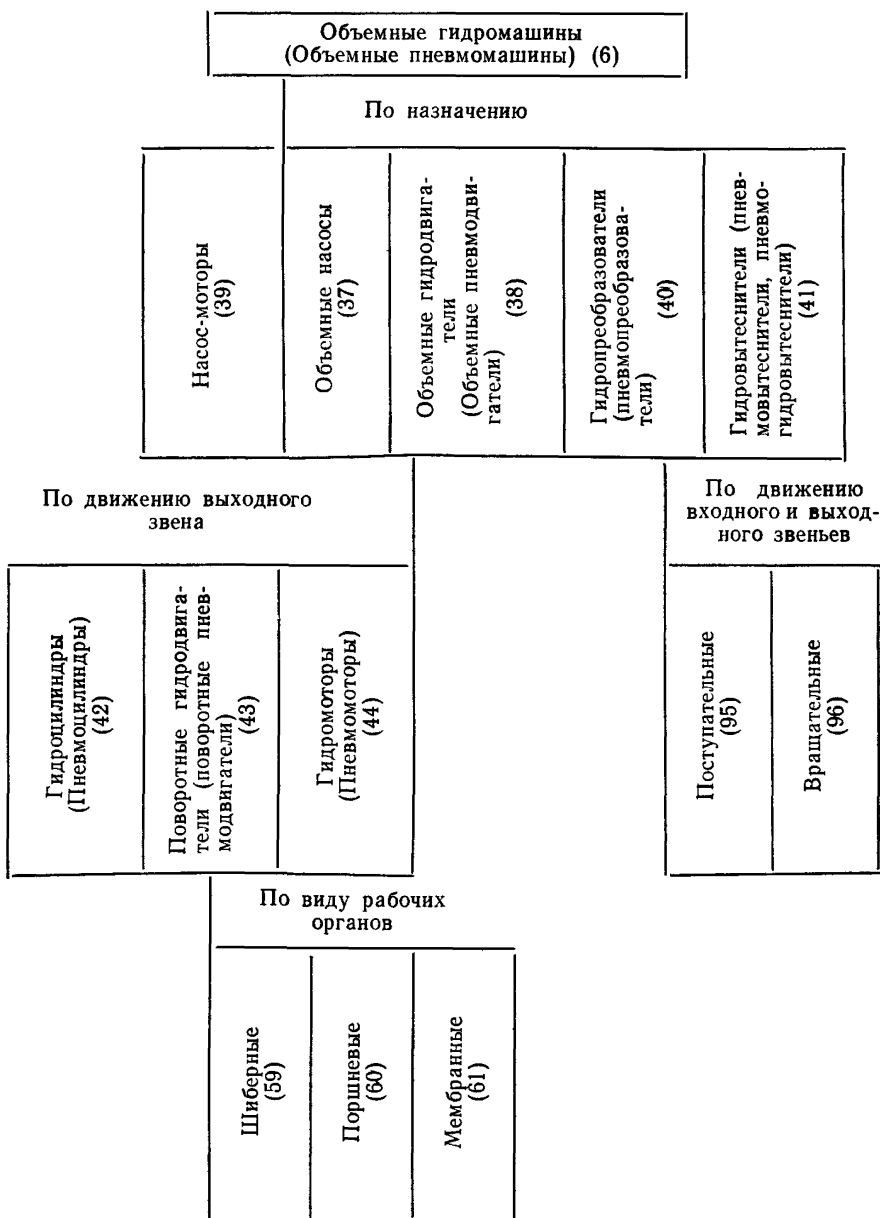 Объемные гидромашины
(Объемные пневмомашины) (6)
По назначению
Насос-моторы
(39)
Объемные насосы
(37)
Объемные гидродвига-
тели
(Объемные пневмодви-
гатели)
(38)
Гидропреобразователи
(пневмопреобразова-
тели)
(40)
Гидровытеснители (пнев-
мовытеснители, пневмо-
гидровытеснители)
(41)
По движению выходного
звена
Гидроцилиндры
(Пневмоцилиндры)
(42)
Поворотные гидродвига-
тели (поворотные пнев-
модвигатели)
(43)
Гидромоторы
(Пневмомоторы)
(44)
По движению
входного и выход-
ного звеньев
Поступательные
(95)
Вращательные
(96)
По виду рабочих
органов
Шиберные
(59)
Поршневые
(60)
Мембранные
(61)